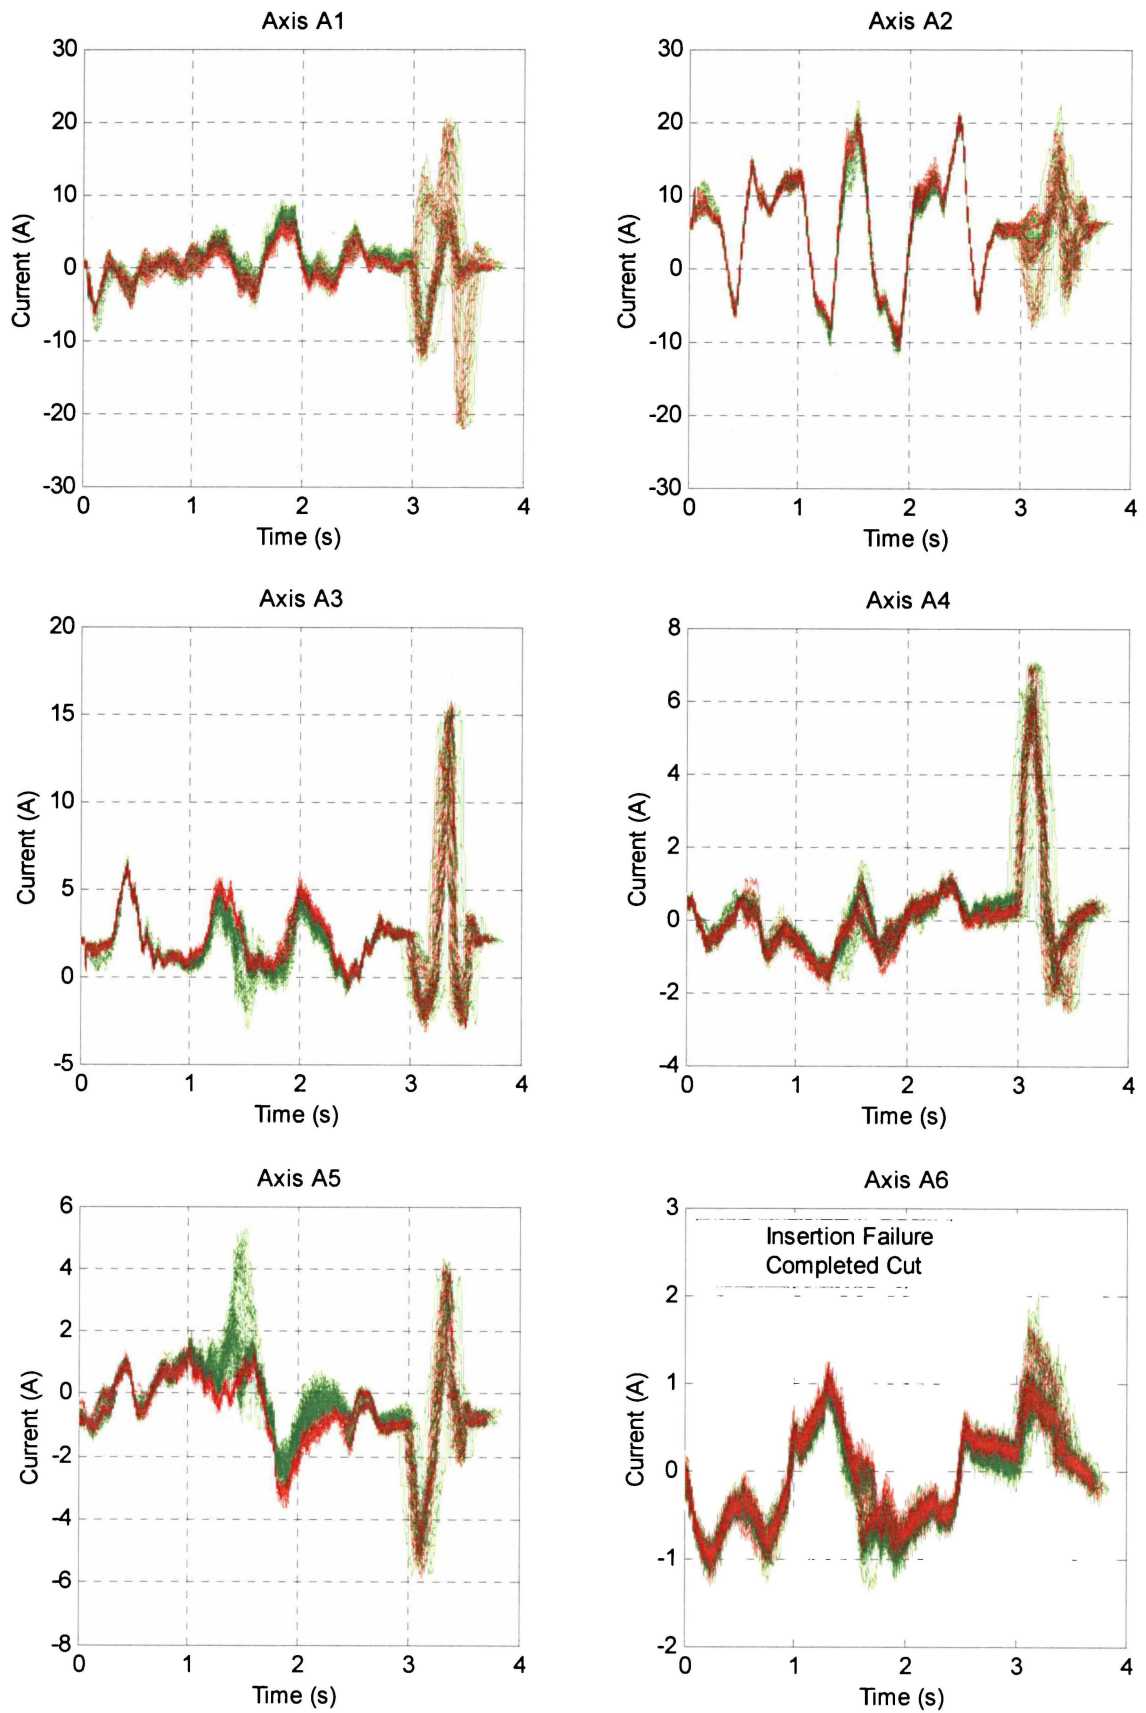 Axis A1
30
20
10
0
-10
-20
-30
Current (A)
0 1 2 3 4
Time (s)
Axis A2
30
20
10
0
-10
-20
-30
Current (A)
0 1 2 3 4
Time (s)
Axis A3
20
15
10
5
0
-5
Current (A)
0 1 2 3 4
Time (s)
Axis A4
8
6
4
2
0
-2
-4
Current (A)
0 1 2 3 4
Time (s)
Axis A5
6
4
2
0
-2
-4
-6
-8
Current (A)
0 1 2 3 4
Time (s)
Axis A6
3
Insertion Failure
Completed Cut
2
1
0
-1
-2
Current (A)
0 1 2 3 4
Time (s)